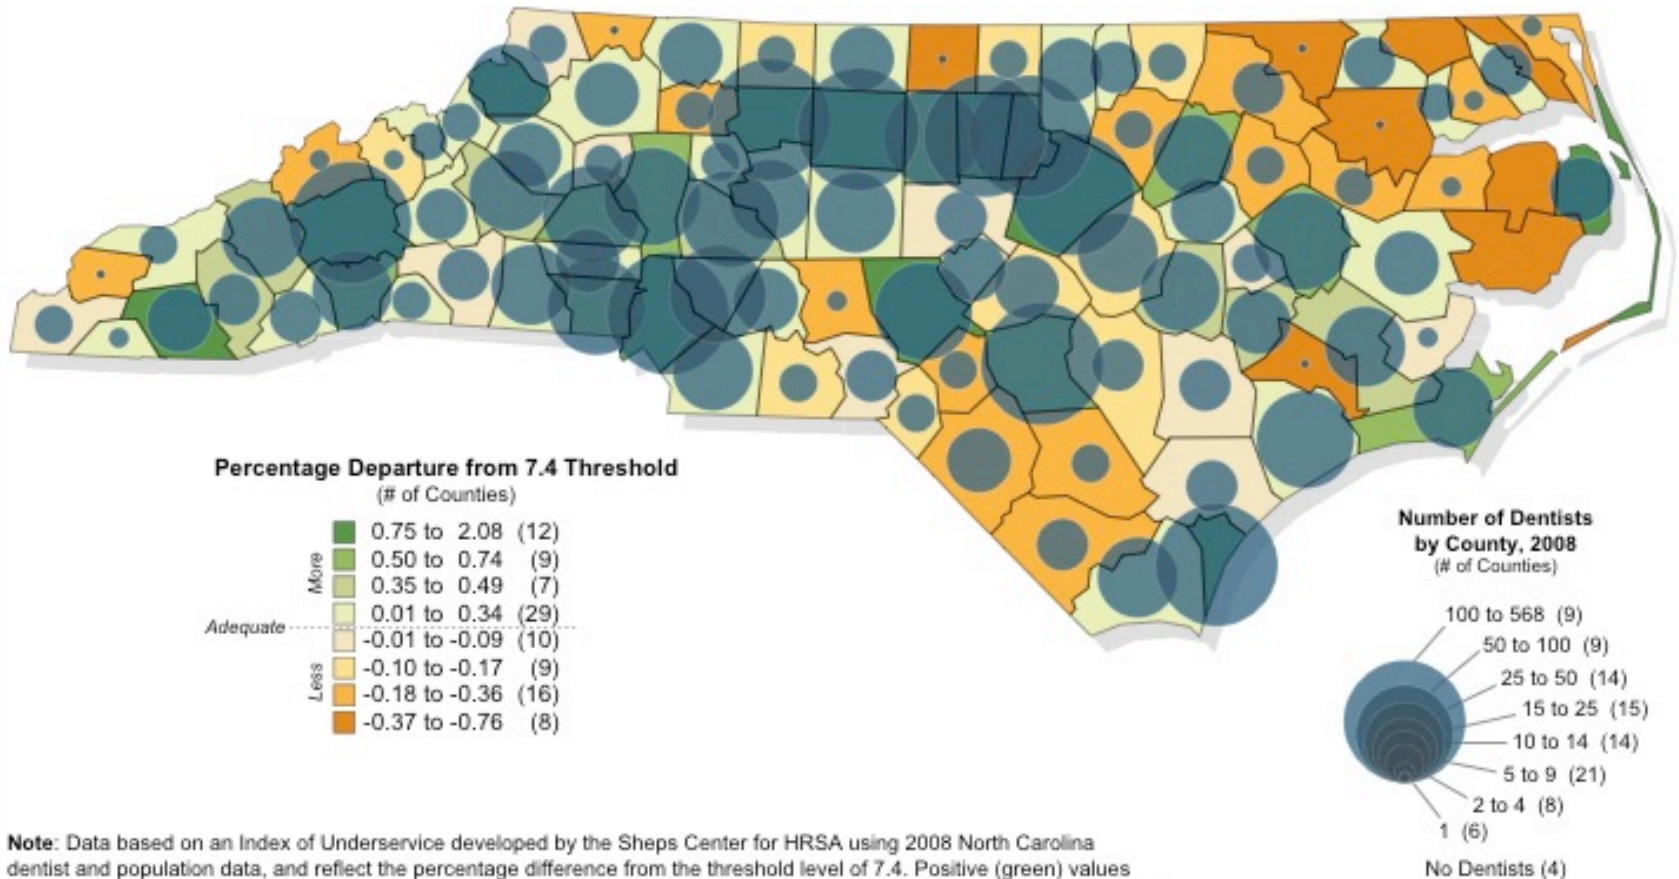 Percentage Departure from 7.4 Threshold
(# of Counties)
More
0.75 to 2.08 (12)
0.50 to 0.74 (9)
0.35 to 0.49 (7)
0.01 to 0.34 (29)
Adequate
-0.01 to -0.09 (10)
Less
-0.10 to -0.17 (9)
-0.18 to -0.36 (16)
-0.37 to -0.76 (8)
Number of Dentists
by County, 2008
(# of Counties)
100 to 568 (9)
50 to 100 (9)
25 to 50 (14)
15 to 25 (15)
10 to 14 (14)
5 to 9 (21)
2 to 4 (8)
1 (6)
No Dentists (4)
Note: Data based on an Index of Underservice developed by the Sheps Center for HRSA using 2008 North Carolina
dentist and population data, and reflect the percentage difference from the threshold level of 7.4. Positive (green) values